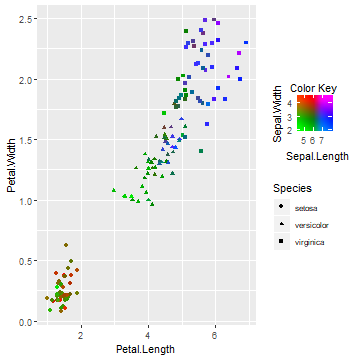 2.5
2.0
1.5
1.0
0.5
0.0
Petal.Width
2
4
6
Petal.Length
Color Key
4
3
2
Sepal.Width
5 6 7
Sepal.Length
Species
setosa
versicolor
virginica